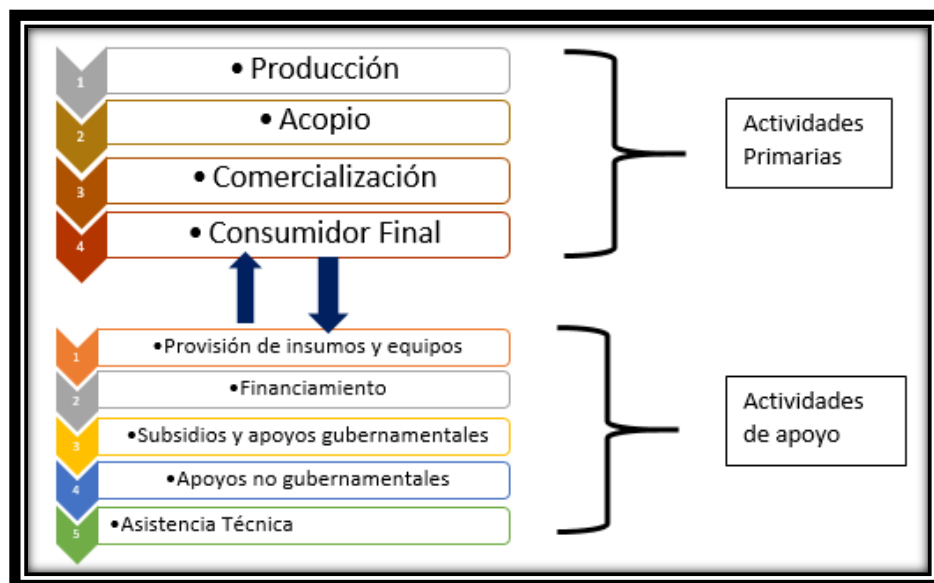 1
• Producción
2
• Acopio
3
• Comercialización
4
• Consumidor Final
Actividades
Primarias
1
•Provisión de insumos y equipos
2
•Financiamiento
3
•Subsidios y apoyos gubernamentales
4
•Apoyos no gubernamentales
5
•Asistencia Técnica
Actividades
de apoyo